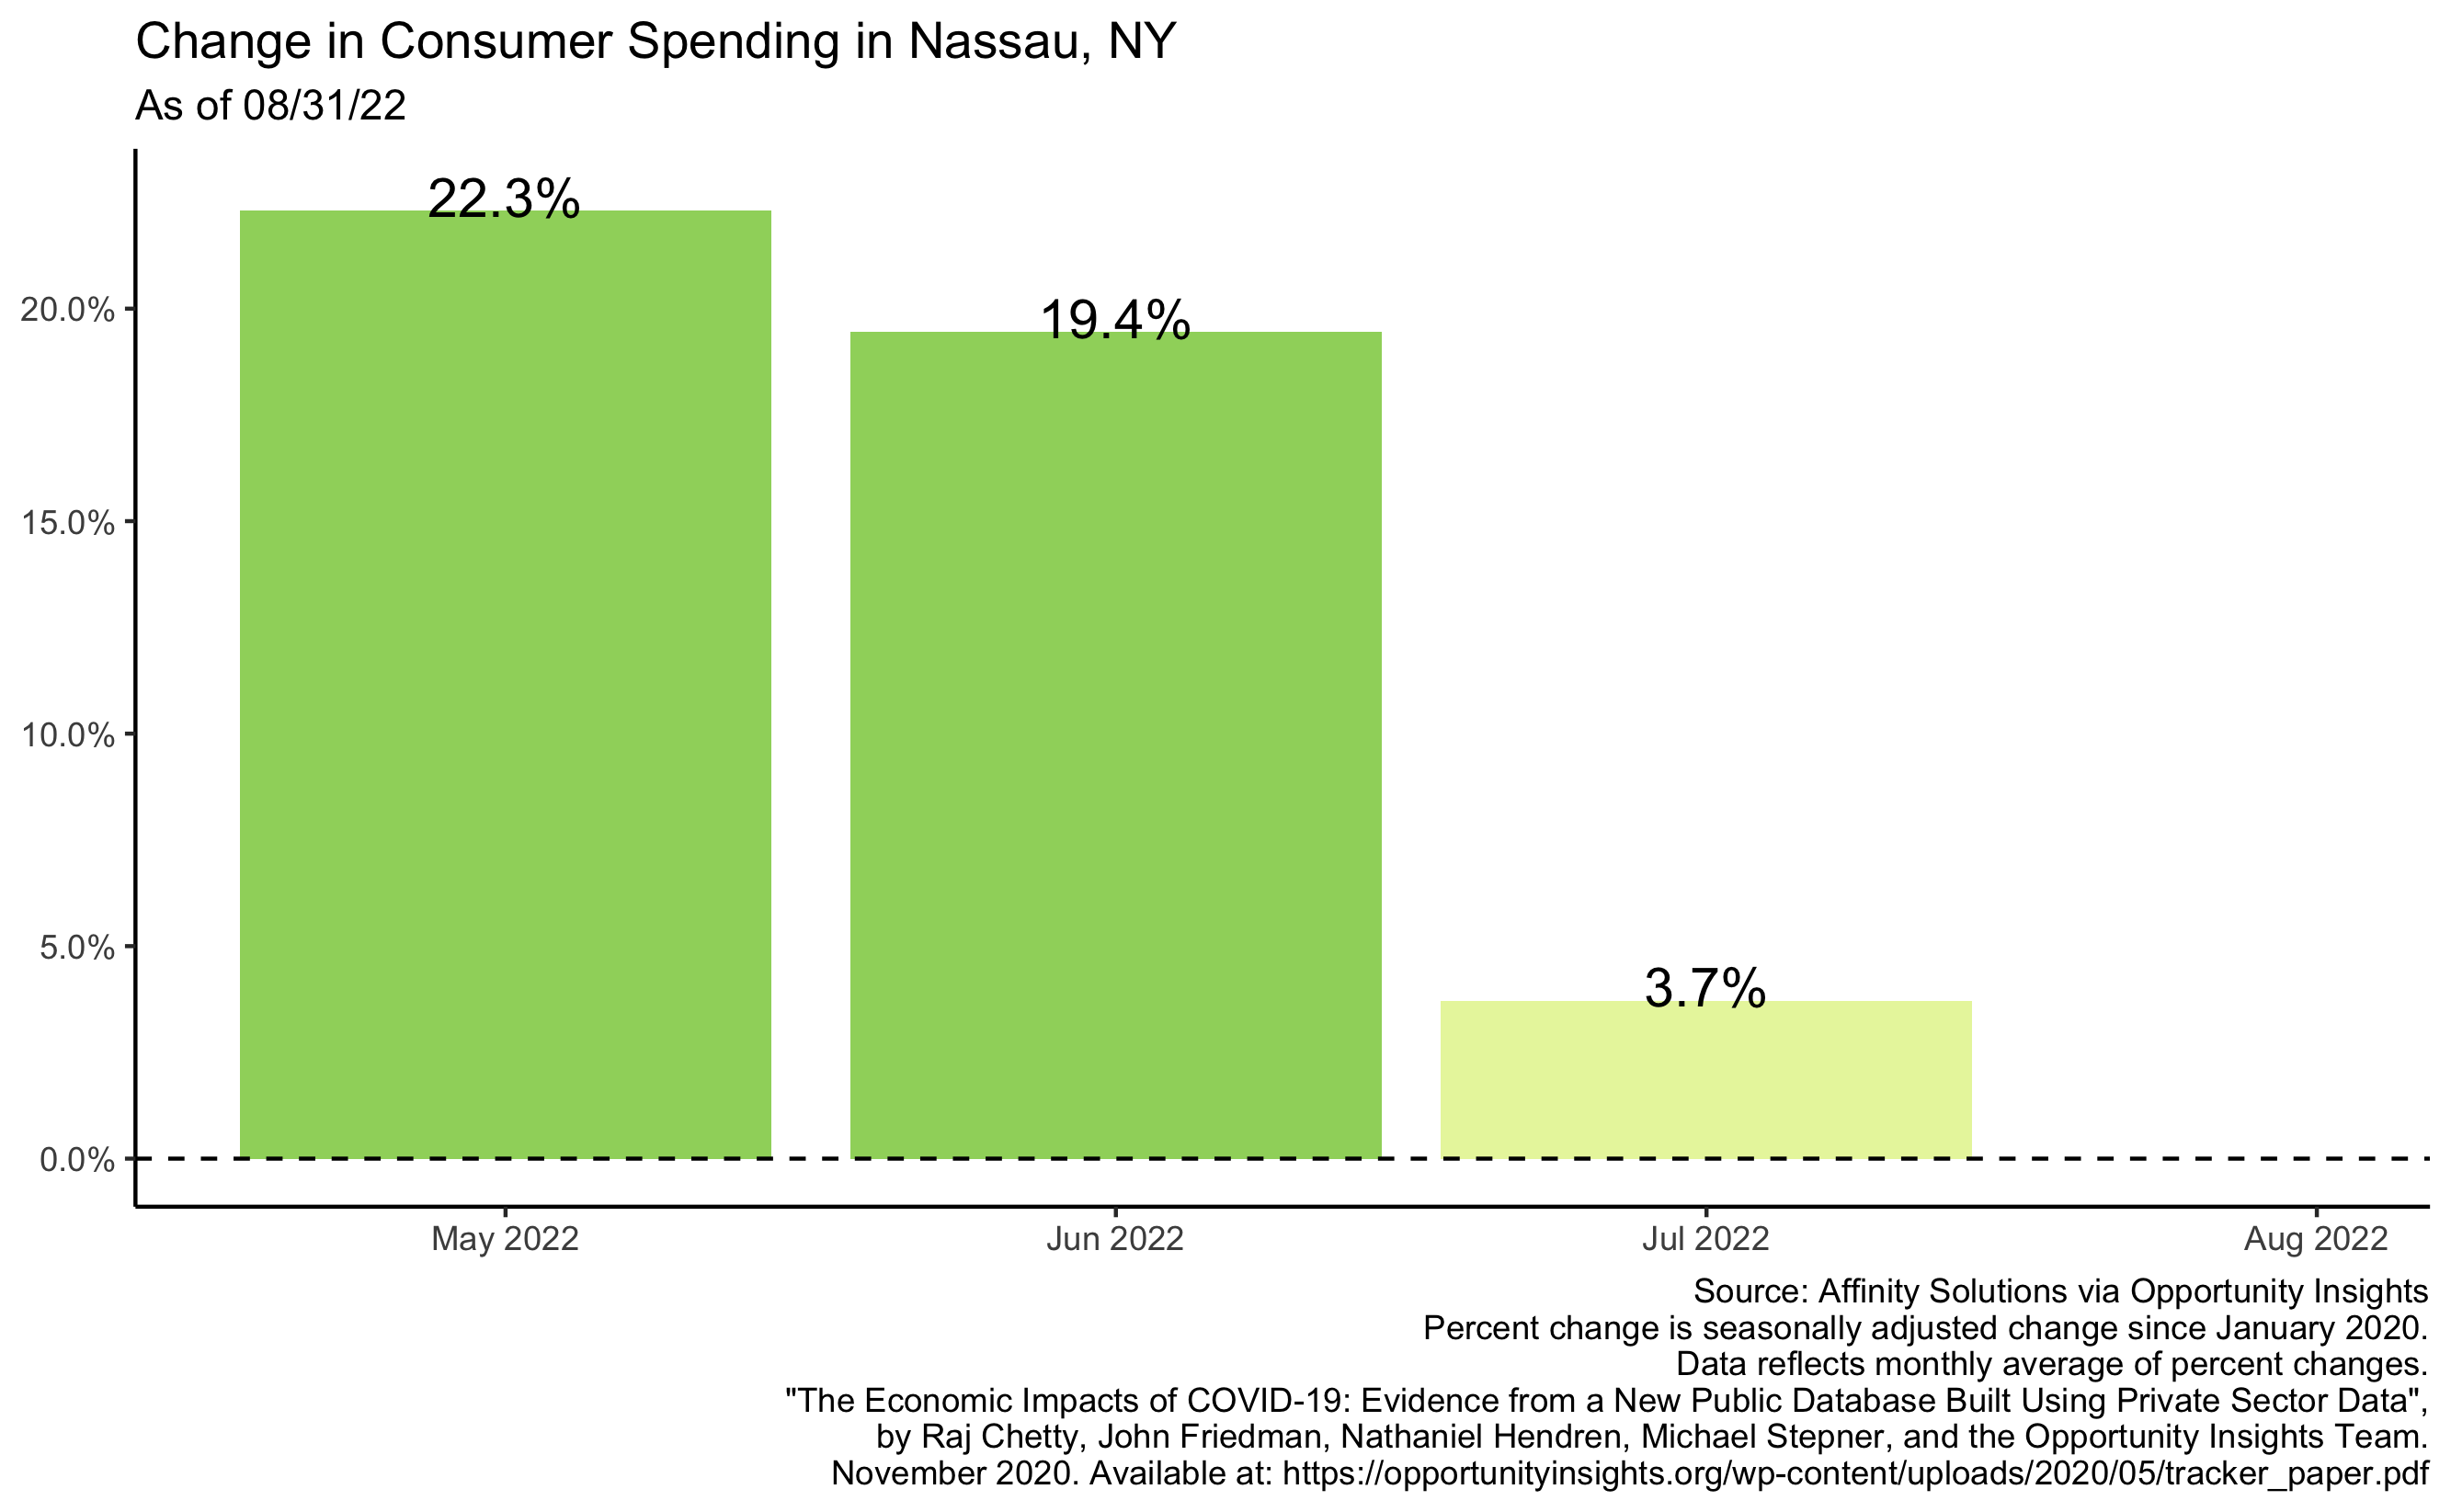 Change in Consumer Spending in Nassau, NY
As of 08/31/22
22.3%
19.4%
3.7%
20.0%
15.0%
10.0%
5.0%
0.0%
May 2022
Jun 2022
Jul 2022
Aug 2022
Source: Affinity Solutions via Opportunity Insights
Percent change is seasonally adjusted change since January 2020.
Data reflects monthly average of percent changes.
"The Economic Impacts of COVID-19: Evidence from a New Public Database Built Using Private Sector Data",
by Raj Chetty, John Friedman, Nathaniel Hendren, Michael Stepner, and the Opportunity Insights Team.
November 2020. Available at: https://opportunityinsights.org/wp-content/uploads/2020/05/tracker_paper.pdf